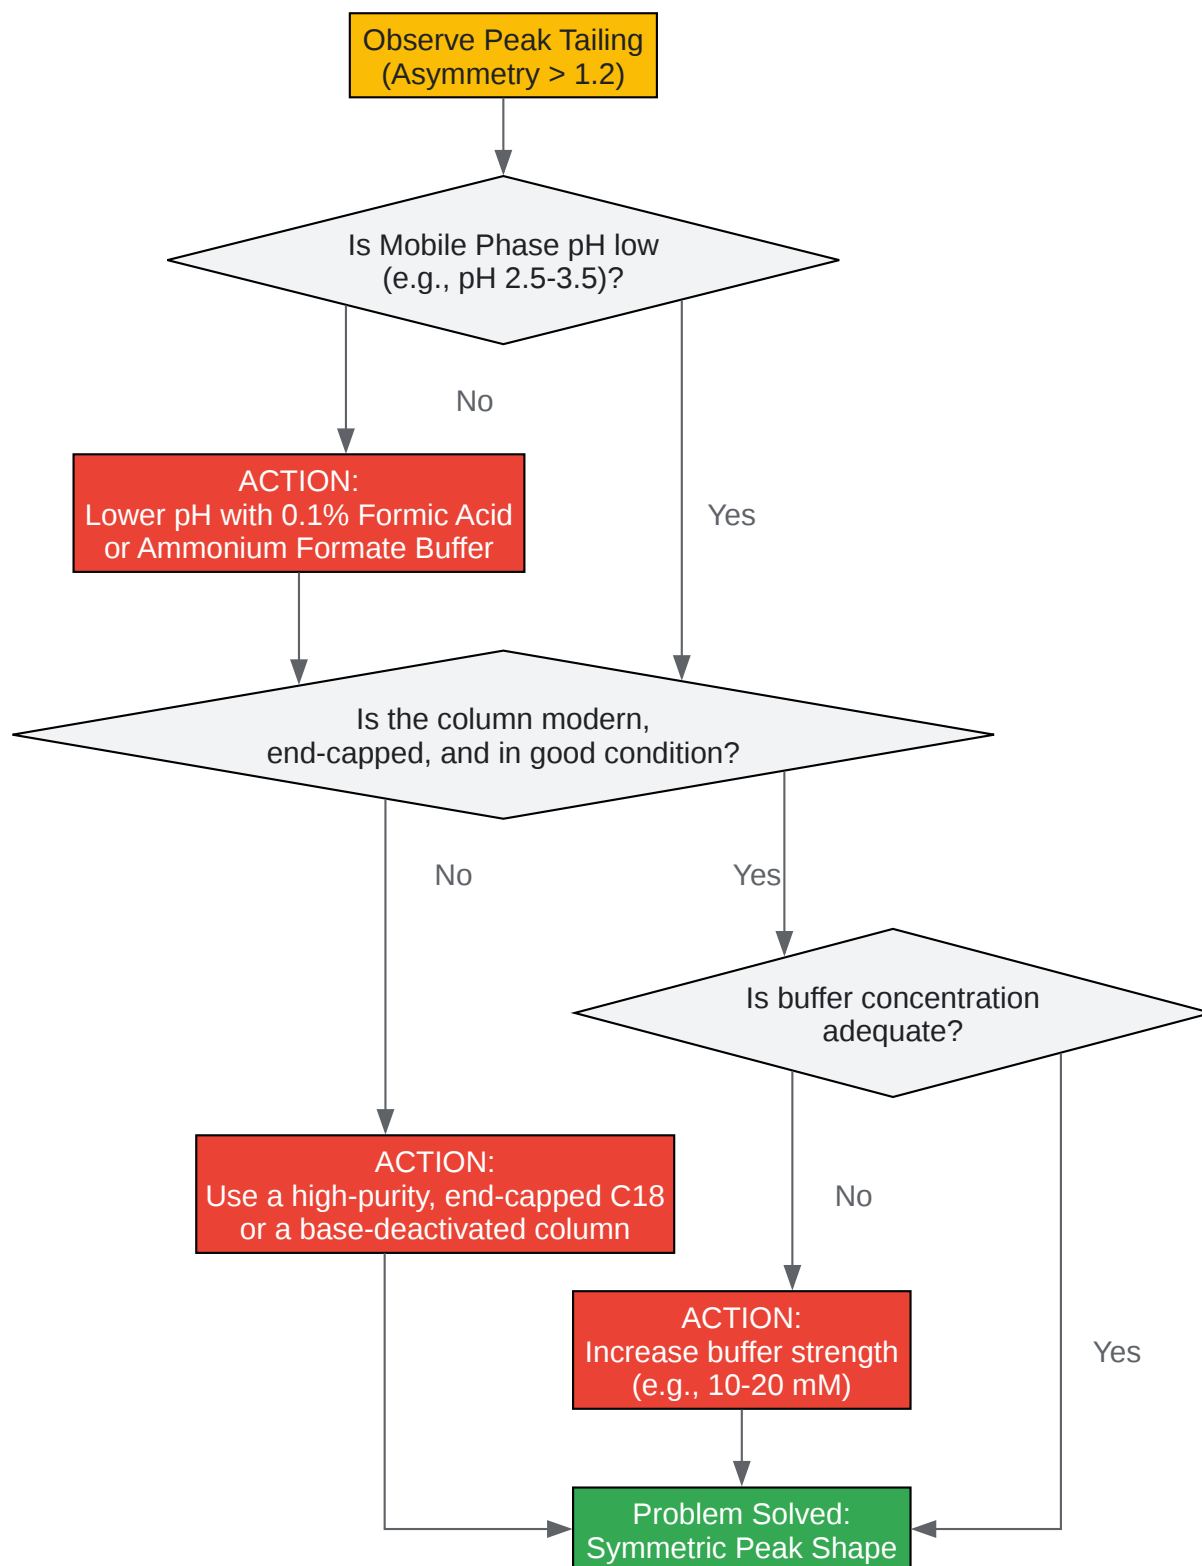 Observe Peak Tailing
(Asymmetry > 1.2)
Is Mobile Phase pH low
(e.g., pH 2.5-3.5)?
No
ACTION:
Lower pH with 0.1% Formic Acid
or Ammonium Formate Buffer
Yes
Is the column modern,
end-capped, and in good condition?
No
Yes
Is buffer concentration
adequate?
ACTION:
Use a high-purity, end-capped C18
or a base-deactivated column
No
ACTION:
Increase buffer strength
(e.g., 10-20 mM)
Yes
Problem Solved:
Symmetric Peak Shape